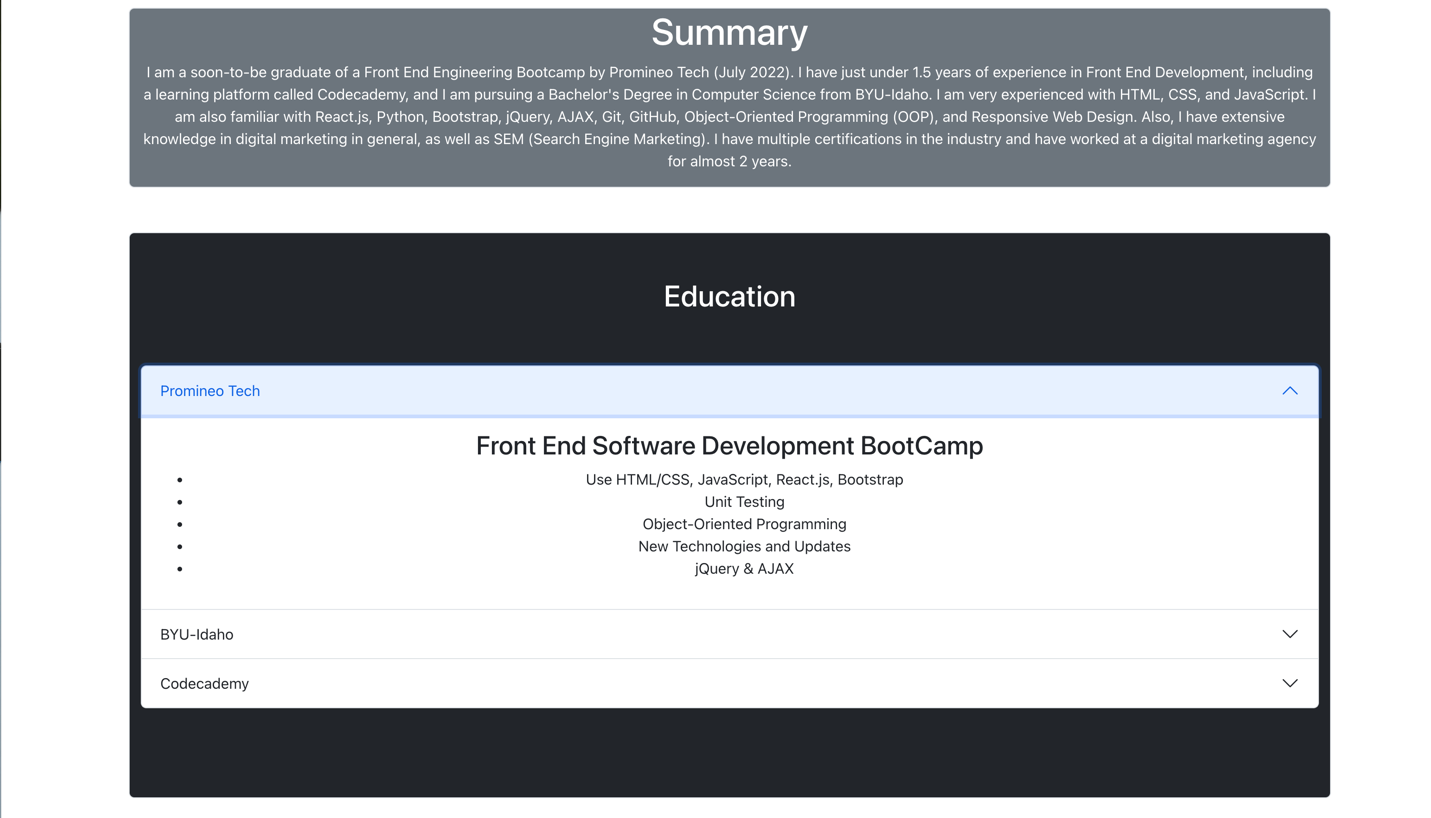 Summary
I am a soon-to-be graduate of a Front End Engineering Bootcamp by Promineo Tech (July 2022). I have just under 1.5 years of experience in Front End Development, including
a learning platform called Codecademy, and I am pursuing a Bachelor's Degree in Computer Science from BYU-Idaho. I am very experienced with HTML, CSS, and JavaScript. I
am also familiar with React.js, Python, Bootstrap, jQuery, AJAX, Git, GitHub, Object-Oriented Programming (OOP), and Responsive Web Design. Also, I have extensive
knowledge in digital marketing in general, as well as SEM (Search Engine Marketing). I have multiple certifications in the industry and have worked at a digital marketing agency
for almost 2 years.
Education
Promineo Tech
Front End Software Development BootCamp
• Use HTML/CSS, JavaScript, React.js, Bootstrap
• Unit Testing
• Object-Oriented Programming
• New Technologies and Updates
• jQuery & AJAX
BYU-Idaho
Codecademy